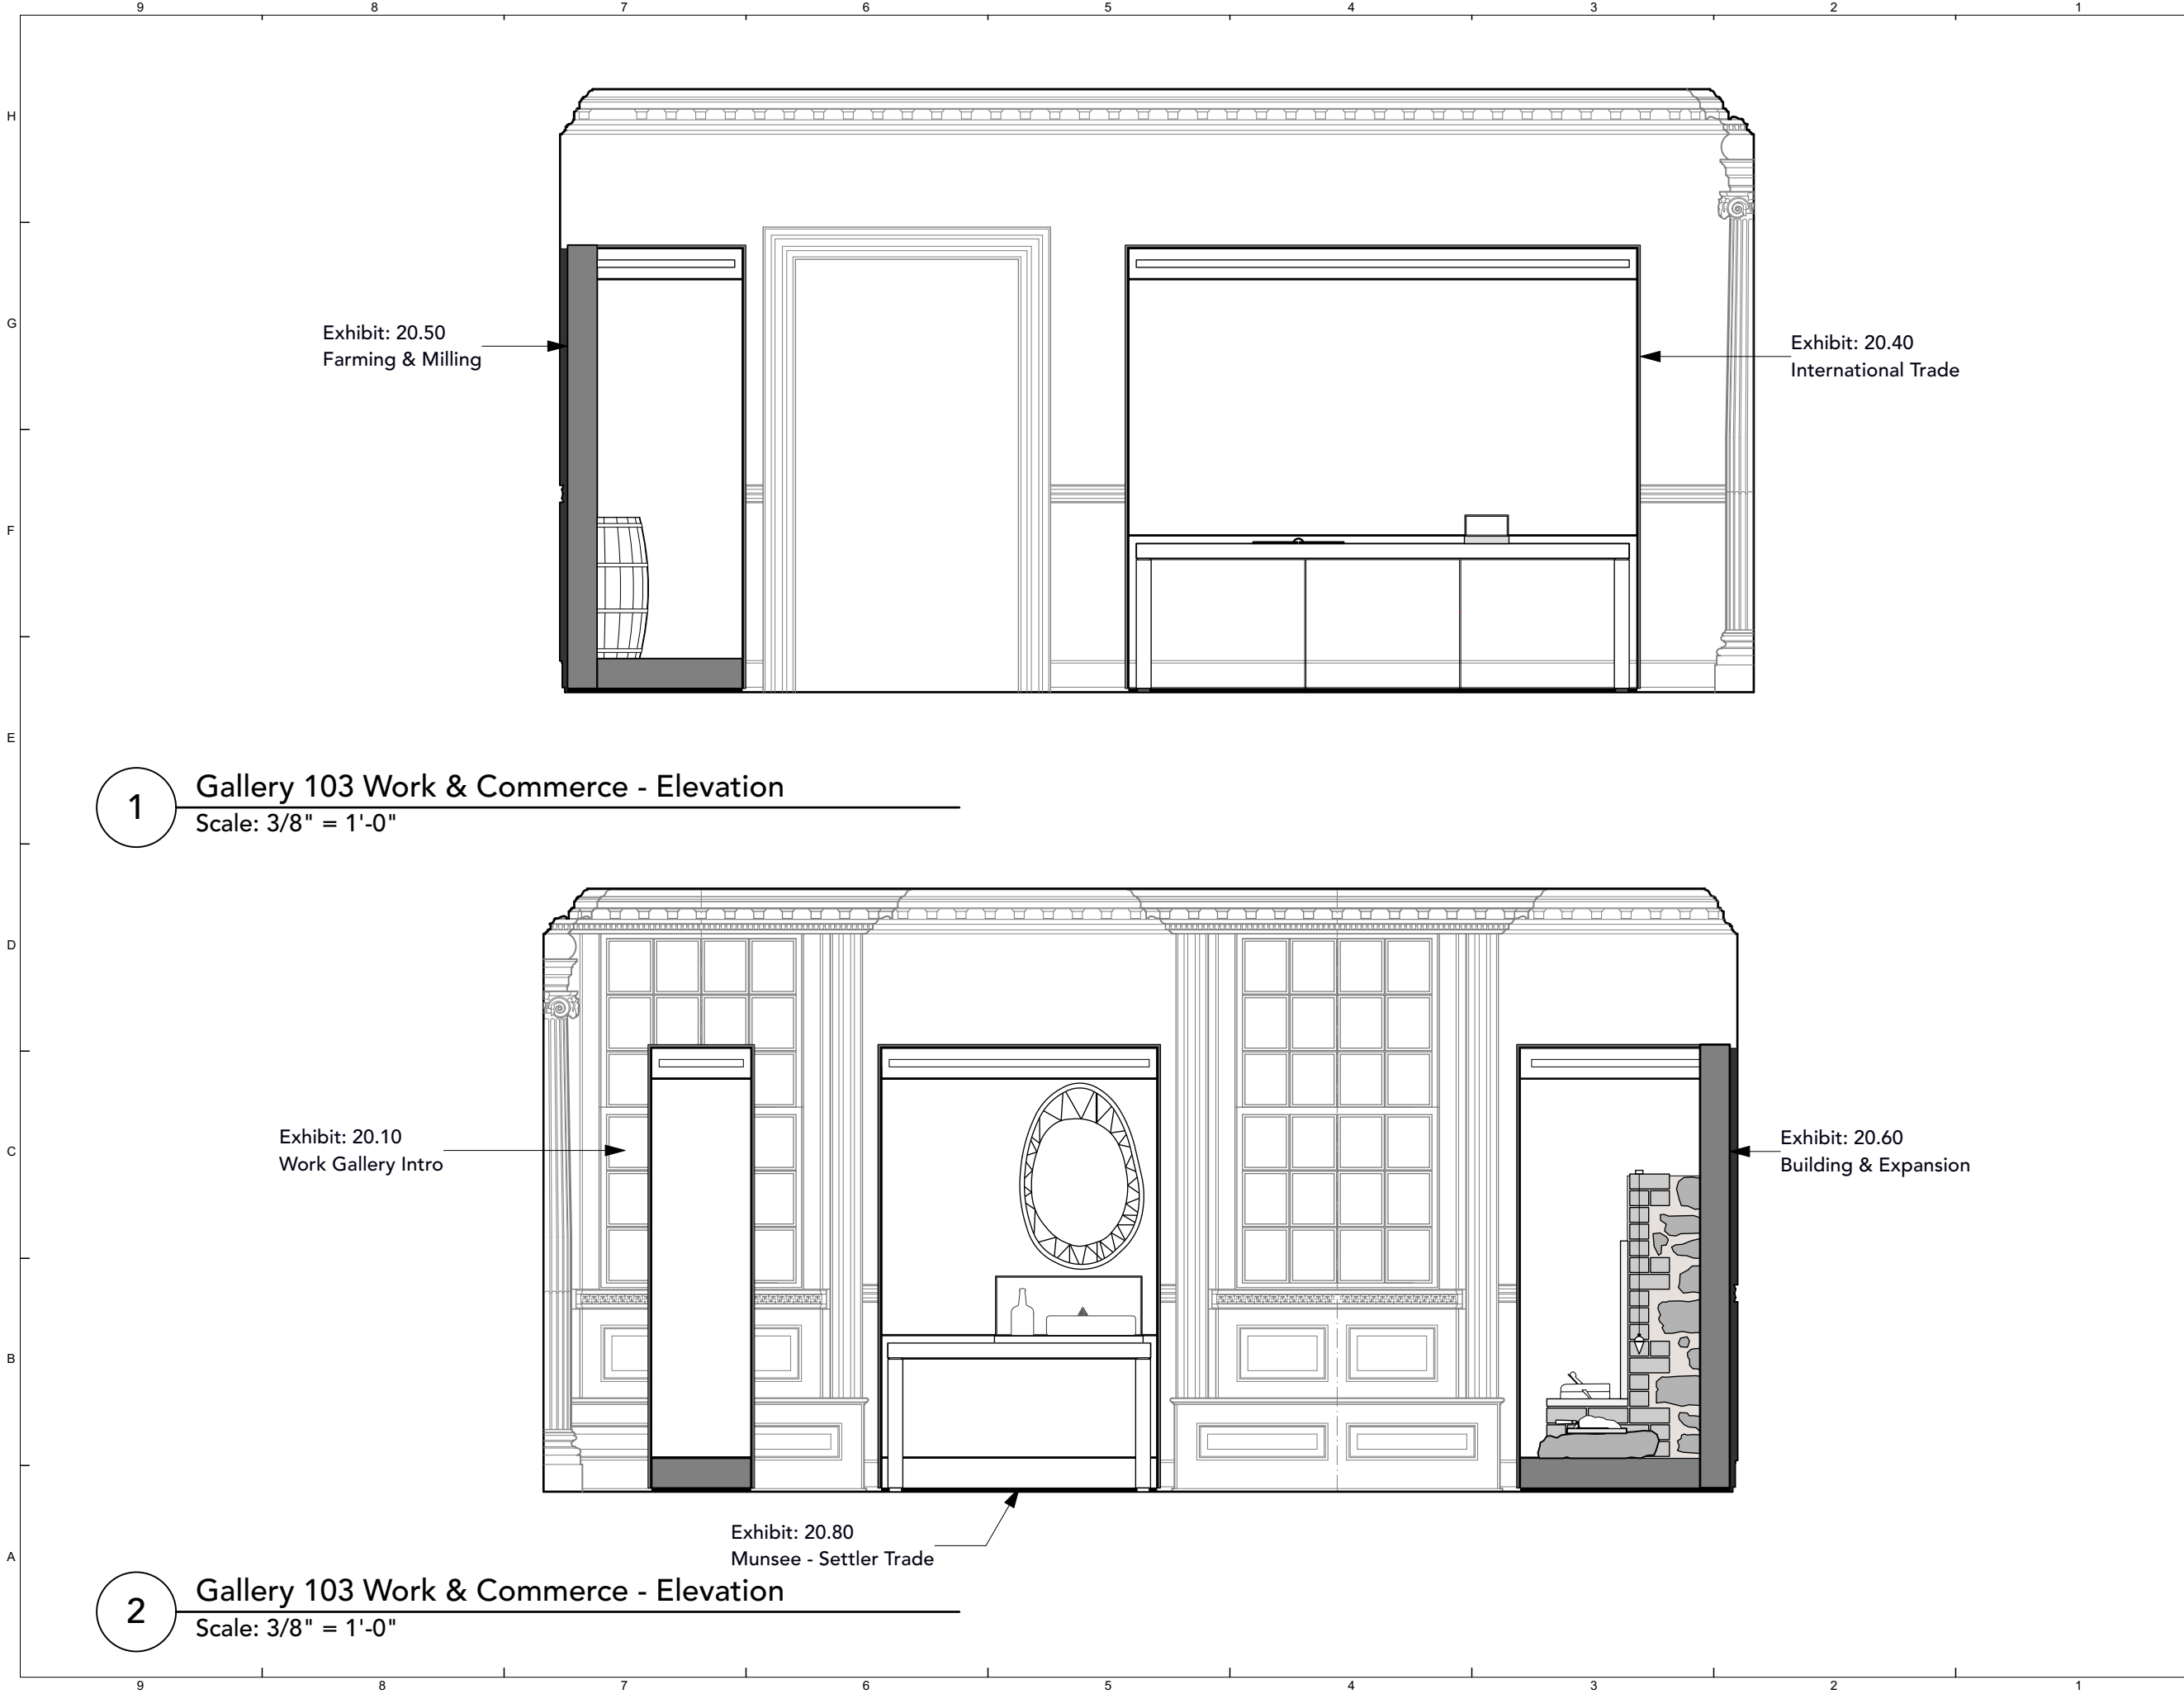 9 8 7 6 5 4 3 2 1
H
Exhibit: 20.50
Farming & Milling
G
Exhibit: 20.40
International Trade
F
E
1
Gallery 103 Work & Commerce - Elevation
Scale: 3/8" = 1'-0"
D
Exhibit: 20.10
Work Gallery Intro
C
Exhibit: 20.60
Building & Expansion
B
Exhibit: 20.80
Munsee - Settler Trade
A
2
Gallery 103 Work & Commerce - Elevation
Scale: 3/8" = 1'-0"
9 8 7 6 5 4 3 2 1